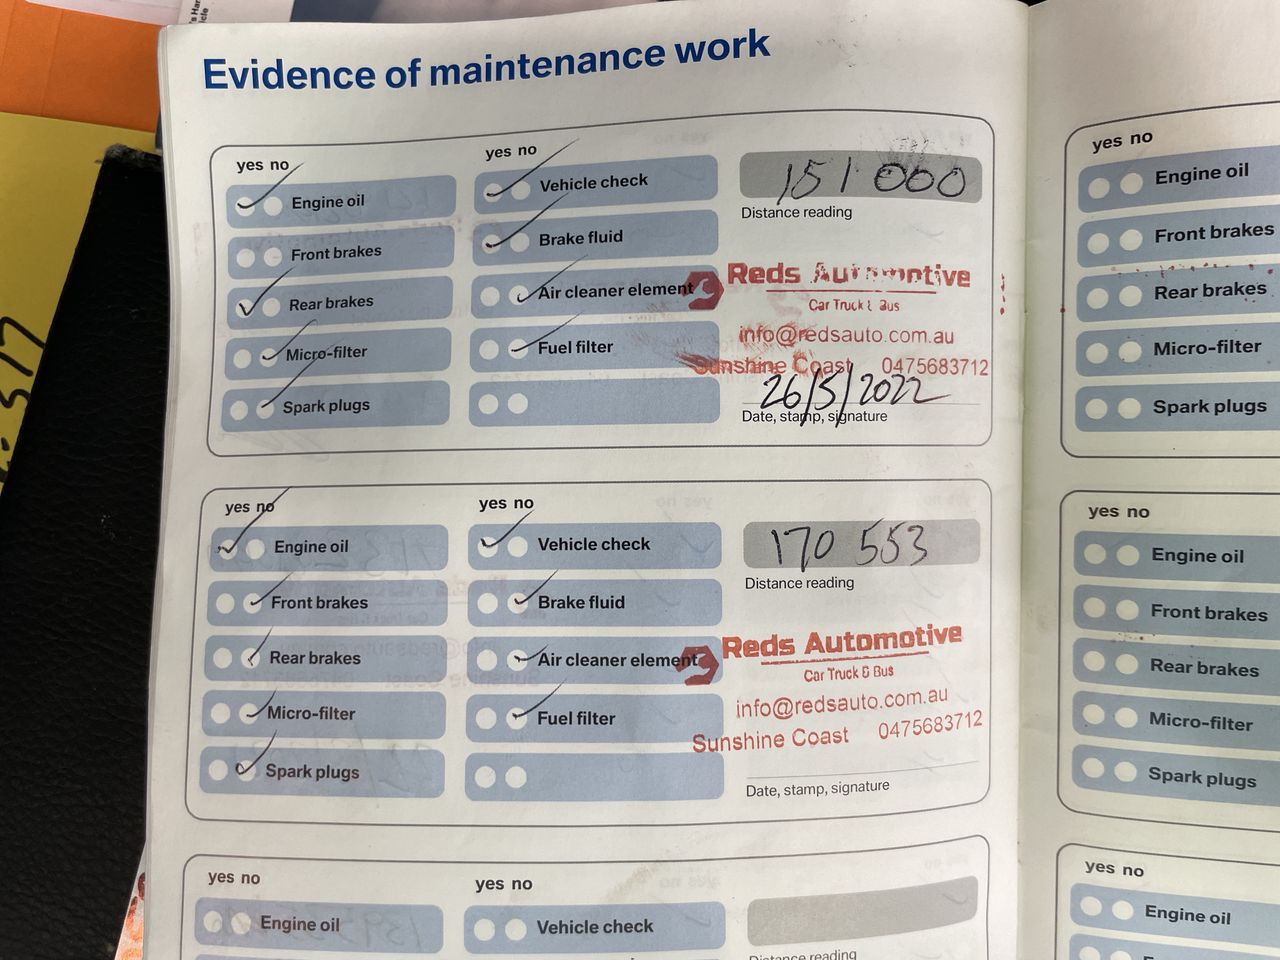 Evidence of maintenance work
yes no
Engine oil
Front brakes
Rear brakes
Micro-filter
Spark plugs
yes no
Vehicle check
Brake fluid
Air cleaner element
Fuel filter
151 000
Distance reading
Reds Automotive
Car Truck & Bus
info@redsauto.com.au
Sunshine Coast 0475683712
26/5/2022
Date, stamp, signature
yes no
Engine oil
Front brakes
Rear brakes
Micro-filter
Spark plugs
yes no
Vehicle check
Brake fluid
Air cleaner element
Fuel filter
170 553
Distance reading
Reds Automotive
Car Truck & Bus
info@redsauto.com.au
Sunshine Coast 0475683712
Date, stamp, signature
yes no
Engine oil
yes no
Vehicle check
Distance reading
yes no
Engine oil
Front brakes
Rear brakes
Micro-filter
Spark plugs
yes no
Engine oil
Front brakes
Rear brakes
Micro-filter
Spark plugs
yes no
Engine oil